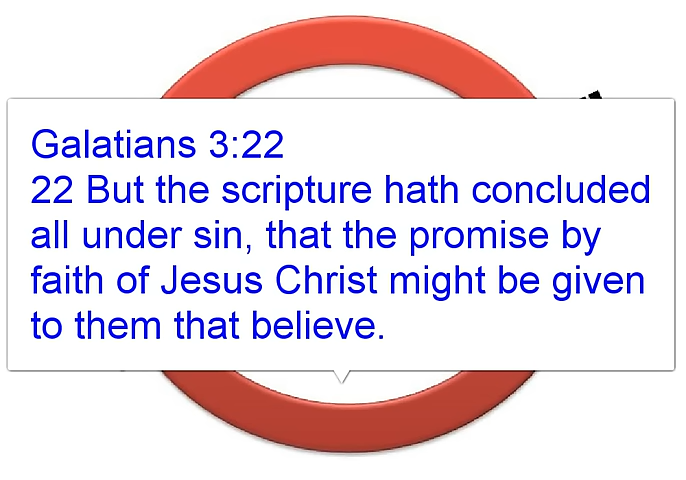 Galatians 3:22
22 But the scripture hath concluded
all under sin, that the promise by
faith of Jesus Christ might be given
to them that believe.